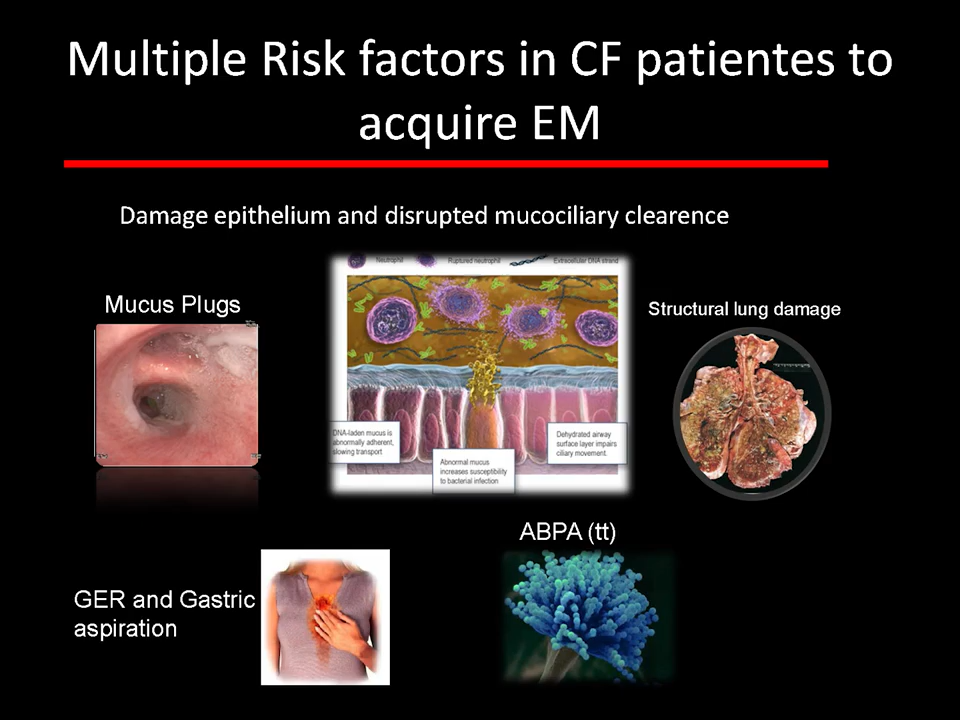 Multiple Risk factors in CF patientes to
acquire EM
Damage epithelium and disrupted mucociliary clearence
Neutrophil
Ruptured neutrophil
Extracellular DNA strand
Mucus Plugs
Structural lung damage
DNA-laden mucus is
abnormally adherent,
slowing transport
Dehydrated airway
surface layer impairs
ciliary movement.
Abnormal mucus
increases susceptibility
to bacterial infection
ABPA (tt)
GER and Gastric
aspiration